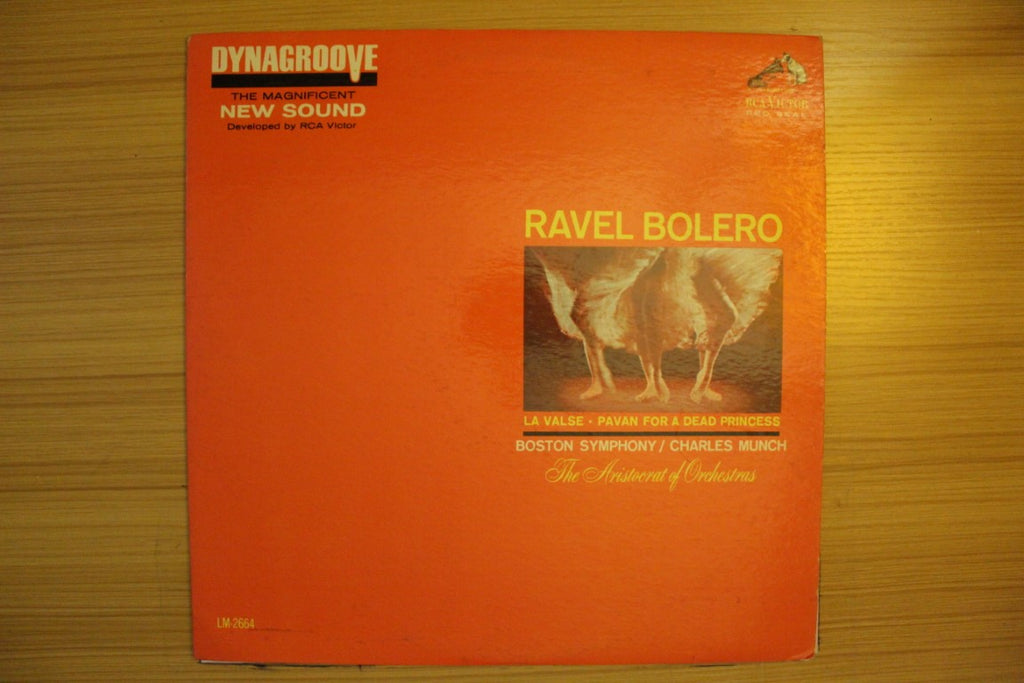 DYNAGROOVE
THE MAGNIFICENT
NEW SOUND
Developed by RCA Victor
RCA VICTOR
RED SEAL
RAVEL BOLERO
LA VALSE • PAVAN FOR A DEAD PRINCESS
BOSTON SYMPHONY / CHARLES MUNCH
The Aristocrat of Orchestras
LM-2664